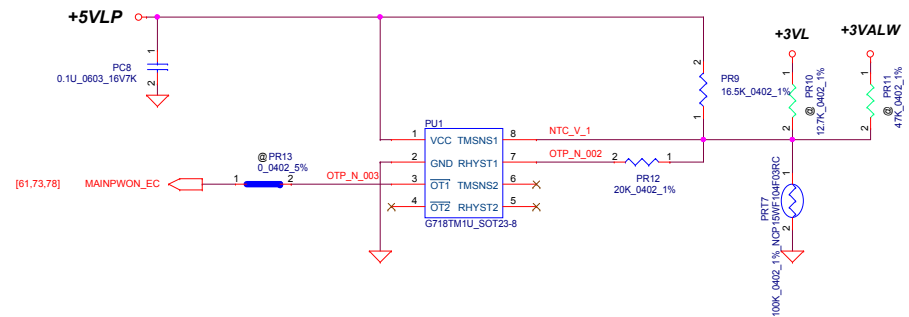 +5VLP
1
PC8
0.1U_0603_16V7K
2
+3VL
+3VALW
2
PR9
16.5K_0402_1%
1
1
@ PR10
12.7K_0402_1%
2
1
@ PR11
47K_0402_1%
2
PU1
1 VCC TMSNS1 8
NTC_V_1
2 GND RHYST1 7
OTP_N_002
2 1
PR12
20K_0402_1%
@PR13
0_0402_5%
[61,73,78] MAINPWON_EC
1 2
OTP_N_003
3 OT1 TMSNS2 6
4 OT2 RHYST2 5
G718TM1U_SOT23-8
1
PRT7
2
100K_0402_1%_NCP15WF104F03RC